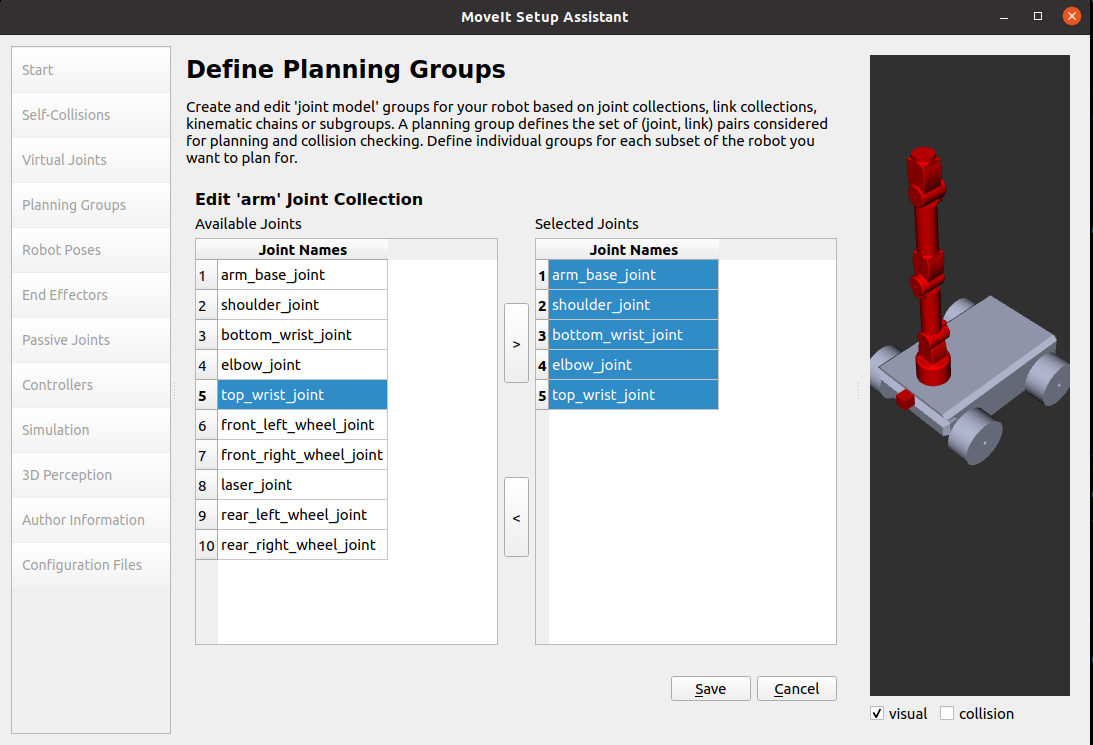 MoveIt Setup Assistant
Start
Self-Collisions
Virtual Joints
Planning Groups
Robot Poses
End Effectors
Passive Joints
Controllers
Simulation
3D Perception
Author Information
Configuration Files
Define Planning Groups
Create and edit 'joint model' groups for your robot based on joint collections, link collections,
kinematic chains or subgroups. A planning group defines the set of (joint, link) pairs considered
for planning and collision checking. Define individual groups for each subset of the robot you
want to plan for.
Edit 'arm' Joint Collection
Available Joints
Joint Names
1 arm_base_joint
2 shoulder_joint
3 bottom_wrist_joint
4 elbow_joint
5 top_wrist_joint
6 front_left_wheel_joint
7 front_right_wheel_joint
8 laser_joint
9 rear_left_wheel_joint
10 rear_right_wheel_joint
>
<
Selected Joints
Joint Names
1 arm_base_joint
2 shoulder_joint
3 bottom_wrist_joint
4 elbow_joint
5 top_wrist_joint
Save Cancel
visual collision